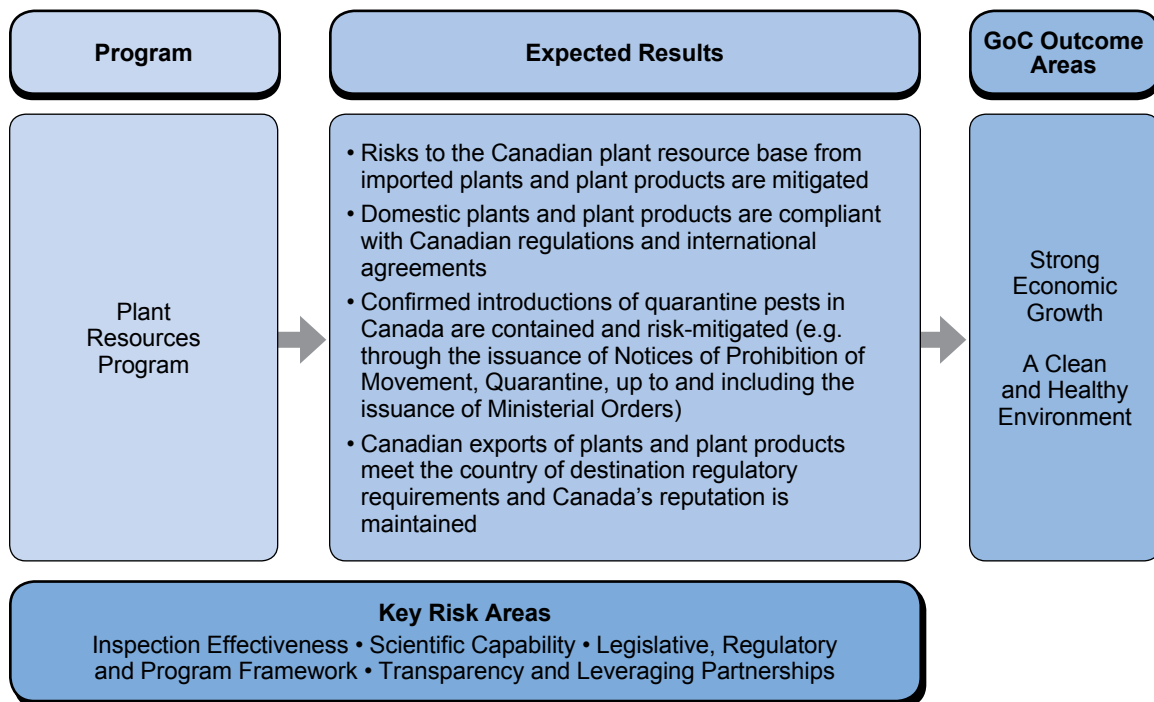 Program
Expected Results
GoC Outcome
Areas
Plant
Resources
Program
• Risks to the Canadian plant resource base from
imported plants and plant products are mitigated
• Domestic plants and plant products are compliant
with Canadian regulations and international
agreements
• Confirmed introductions of quarantine pests in
Canada are contained and risk-mitigated (e.g.
through the issuance of Notices of Prohibition of
Movement, Quarantine, up to and including the
issuance of Ministerial Orders)
• Canadian exports of plants and plant products
meet the country of destination regulatory
requirements and Canada’s reputation is
maintained
Strong
Economic
Growth
A Clean
and Healthy
Environment
Key Risk Areas
Inspection Effectiveness • Scientific Capability • Legislative, Regulatory
and Program Framework • Transparency and Leveraging Partnerships